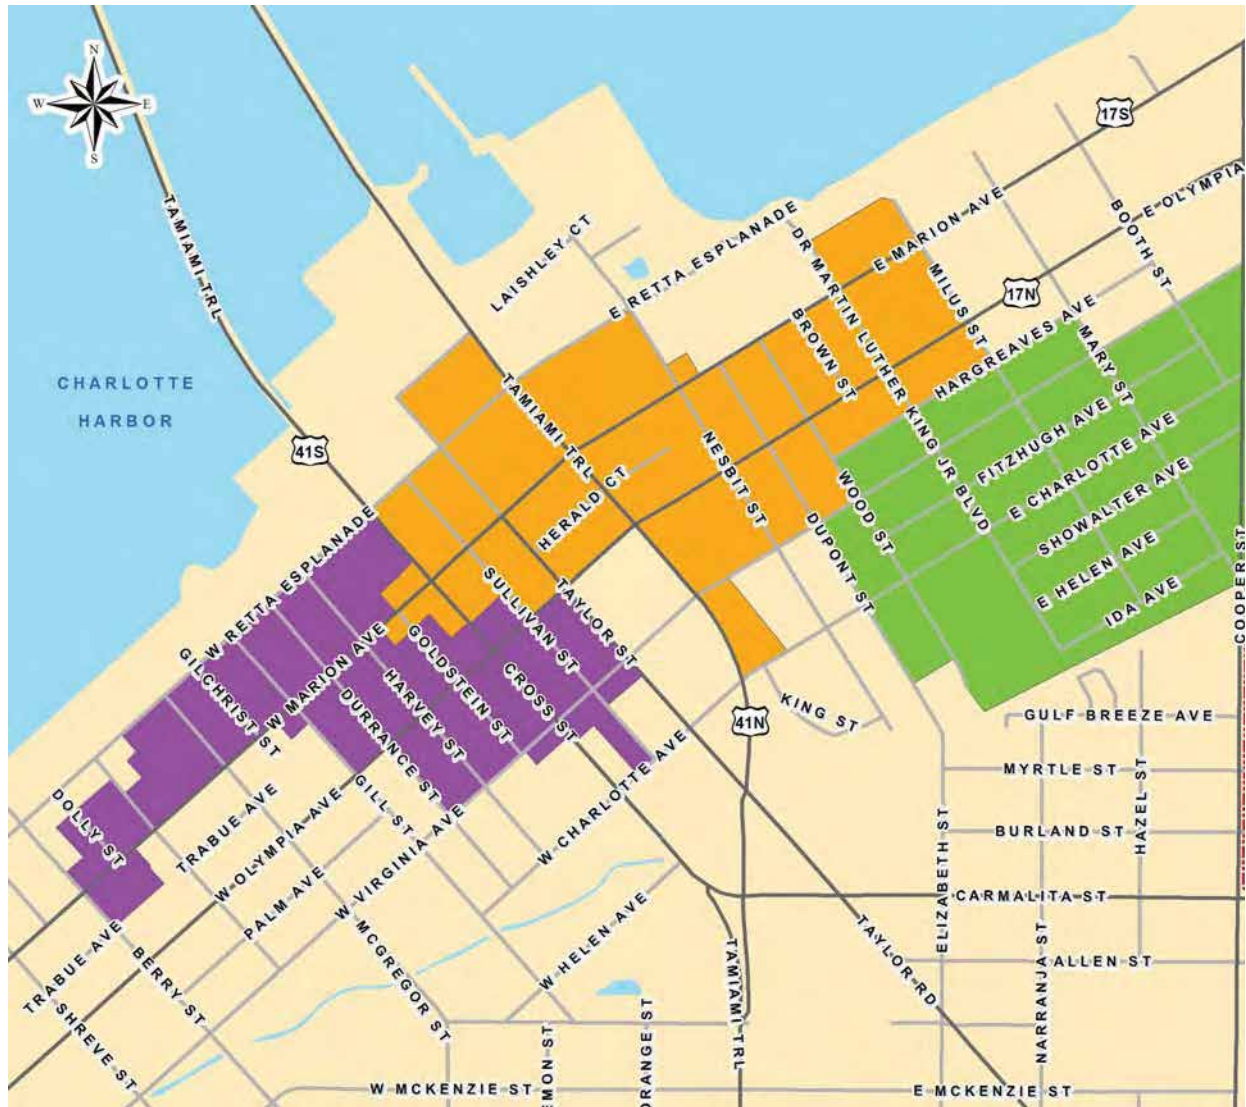 N
W
E
S
17S
TAMIAMI TRL
BOOTH ST
E OLYMPIA
LAISHLEY CT
E RETTA ESPLANADE
DR MARTIN LUTHER KING JR BLVD
E MARION AVE
MILUS ST
17N
BROWN ST
HARGREAVES AVE
MARY ST
CHARLOTTE
HARBOR
TAMIAMI TRL
41S
NESBIT ST
FITZHUGH AVE
E CHARLOTTE AVE
HERALD CT
WOOD ST
SHOWALTER AVE
DUPONT ST
E HELEN AVE
IDA AVE
COOPER ST
W RETTA ESPLANADE
SULLIVAN ST
TAYLOR ST
W MARION AVE
GOLDSTEIN ST
GILCHRIST ST
HARVEY ST
CROSS ST
DURRANCE ST
KING ST
41N
GULF BREEZE AVE
MYRTLE ST
HAZEL ST
DOLLY ST
TRABUE AVE
GILL ST
W OLYMPIA AVE
W CHARLOTTE AVE
BURLAND ST
ELIZABETH ST
PALM AVE
W VIRGINIA AVE
CARMALITA ST
TRABUE AVE
BERRY ST
MCGREGOR ST
W HELEN AVE
TAMIAMI TRL
TAYLOR RD
ALLEN ST
NARRANJA ST
SHREVE ST
EMON ST
ORANGE ST
W MCKENZIE ST
E MCKENZIE ST